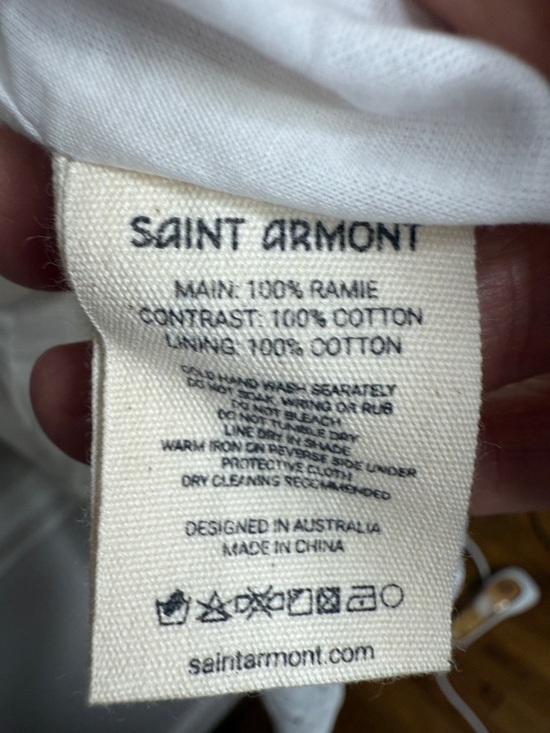 SAINT ARMONT
MAIN: 100% RAMIE
CONTRAST: 100% COTTON
LINING: 100% COTTON
COLD HAND WASH SEARATELY
DO NOT SOAK, WRING OR RUB
DO NOT BLEACH
DO NOT TUMBLE DRY
LINE DRY IN SHADE
WARM IRON ON REVERSE SIDE UNDER
PROTECTIVE CLOTH
DRY CLEANING RECOMMENDED
DESIGNED IN AUSTRALIA
MADE IN CHINA
saintarmont.com